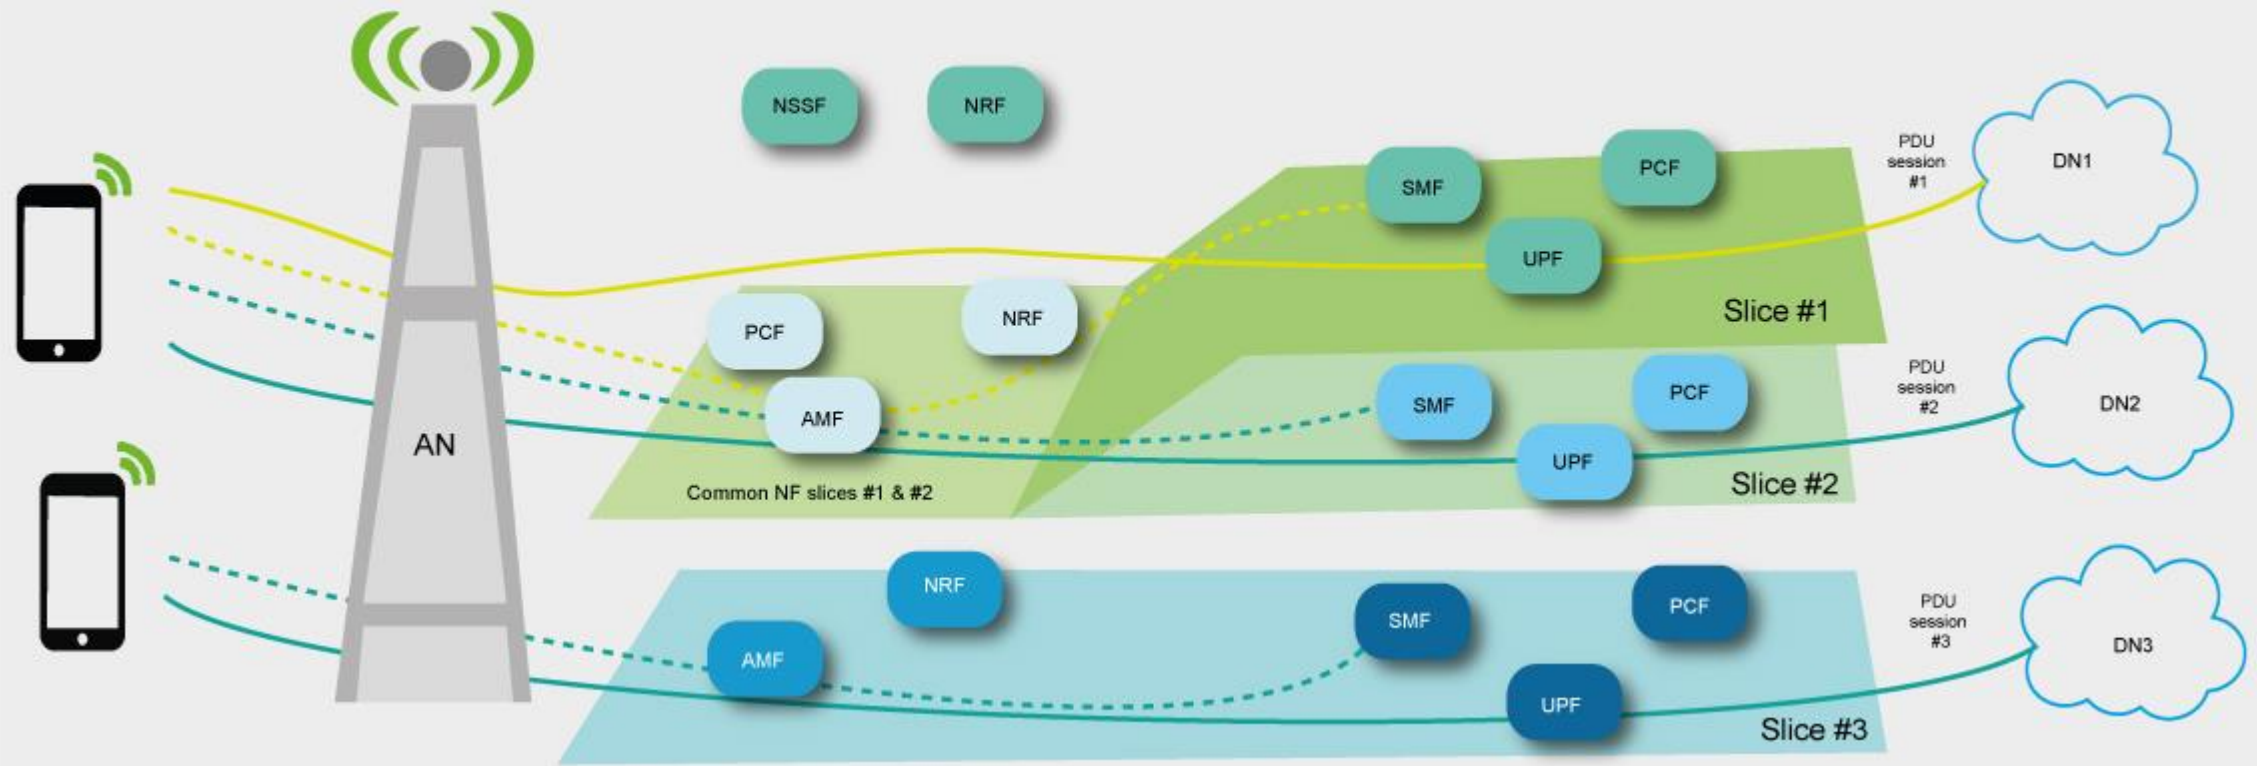 NSSF
NRF
AN
PCF
NRF
AMF
Common NF slices #1 & #2
SMF
PCF
UPF
Slice #1
PDU
session
#1
DN1
SMF
PCF
UPF
Slice #2
PDU
session
#2
DN2
NRF
AMF
SMF
PCF
UPF
Slice #3
PDU
session
#3
DN3